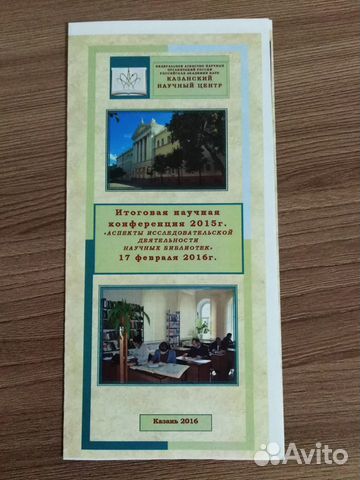 ФЕДЕРАЛЬНОЕ АГЕНТСТВО НАУЧНЫХ
ОРГАНИЗАЦИЙ РОССИИ
РОССИЙСКАЯ АКАДЕМИЯ НАУК
КАЗАНСКИЙ
НАУЧНЫЙ ЦЕНТР
Итоговая научная
конференция 2015г.
«АСПЕКТЫ ИССЛЕДОВАТЕЛЬСКОЙ
ДЕЯТЕЛЬНОСТИ
НАУЧНЫХ БИБЛИОТЕК»
17 февраля 2016г.
Казань 2016
Avito